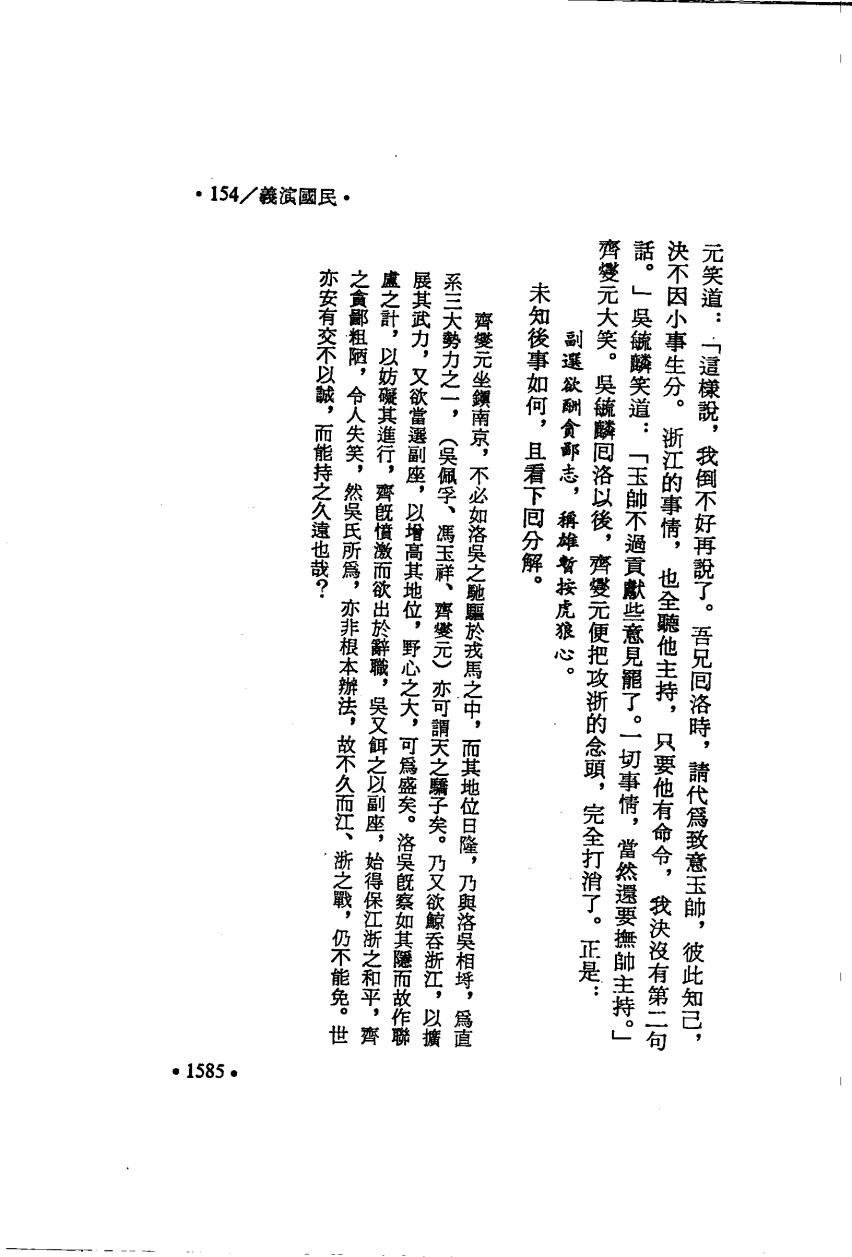 •154／義演國民•
元笑道：「這樣說，我倒不好再說了。吾兄囘洛時，請代爲致意玉帥，彼此知己，
決不因小事生分。浙江的事情，也全聽他主持，只要他有命令，我決沒有第二句
話。」吳毓麟笑道：「玉帥不過貢獻些意見罷了。一切事情，當然還要撫帥主持。」
齊燮元大笑。吳毓麟囘洛以後，齊燮元便把攻浙的念頭，完全打消了。正是：
副選欲酬貪鄙志，稱雄暫按虎狼心。
未知後事如何，且看下囘分解。
齊燮元坐鎭南京，不必如洛吳之馳驅於戎馬之中，而其地位日隆，乃與洛吳相埒，爲直
系三大勢力之一，（吳佩孚、馮玉祥、齊燮元）亦可謂天之驕子矣。乃又欲鯨吞浙江，以擴
展其武力，又欲當選副座，以增高其地位，野心之大，可爲盛矣。洛吳旣察如其隱而故作聯
盧之計，以妨礙其進行，齊旣憤激而欲出於辭職，吳又餌之以副座，始得保江浙之和平，齊
之貪鄙粗陋，令人失笑，然吳氏所爲，亦非根本辦法，故不久而江、浙之戰，仍不能免。世
亦安有交不以誠，而能持之久遠也哉？
•1585•